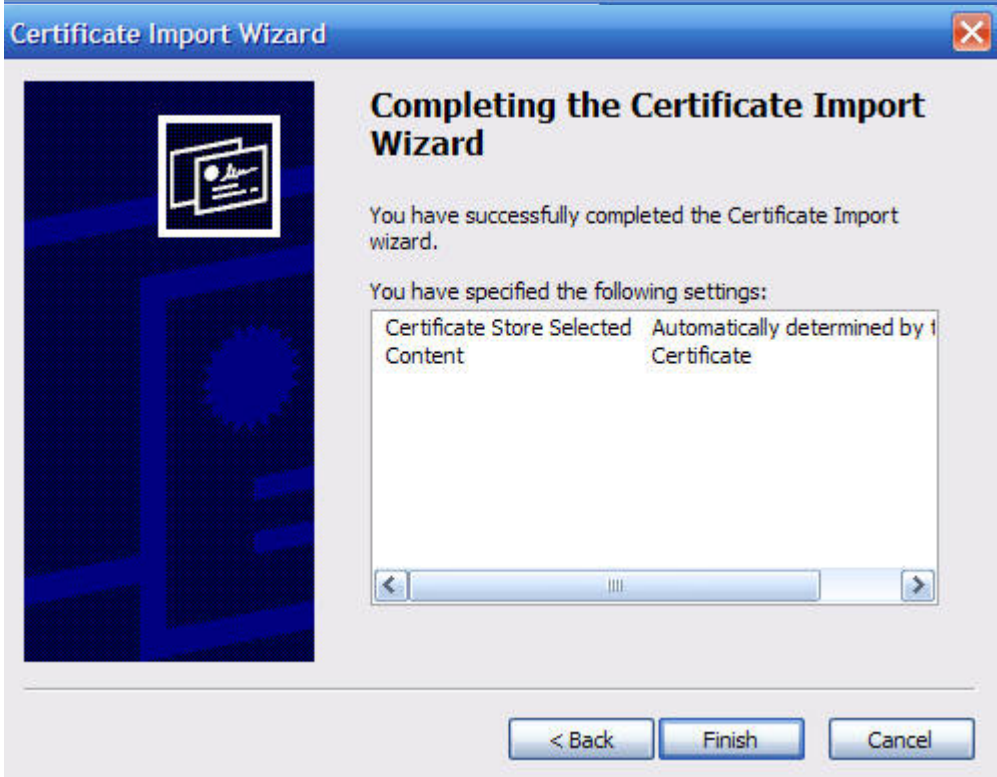 Certificate Import Wizard
Completing the Certificate Import
Wizard
You have successfully completed the Certificate Import
wizard.
You have specified the following settings:
Certificate Store Selected Automatically determined by t
Content Certificate
< Back Finish Cancel